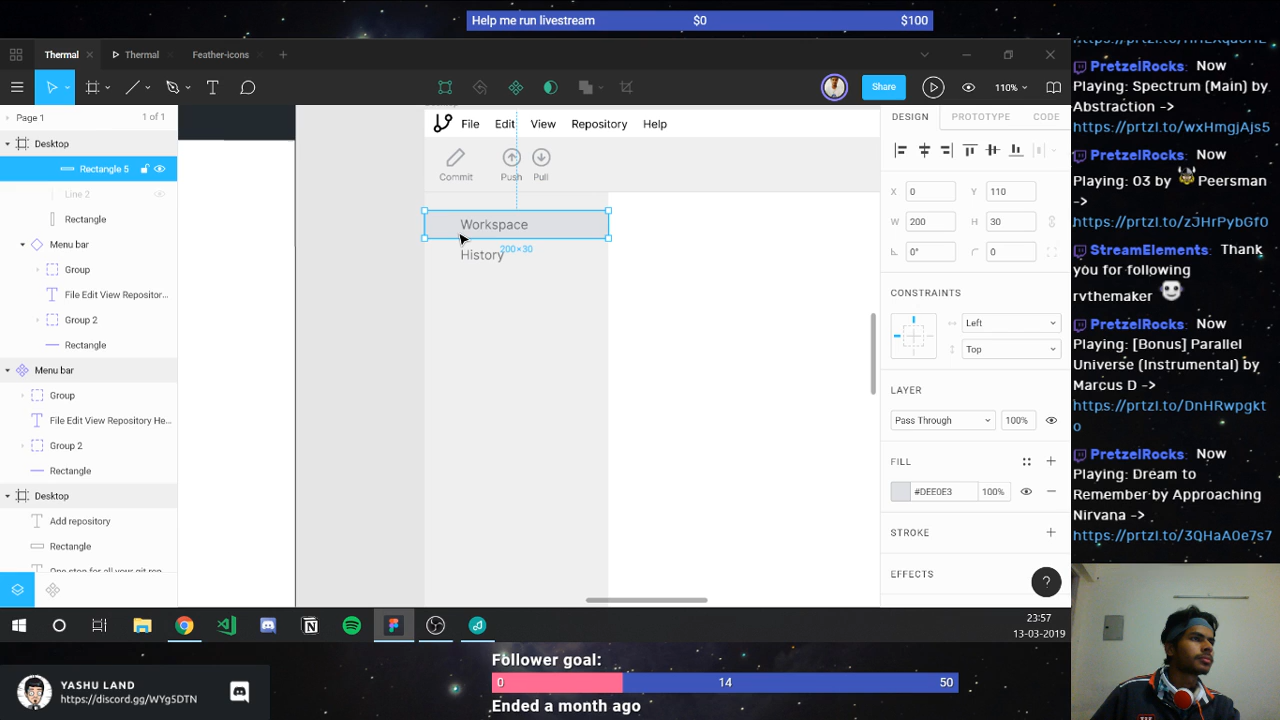 Help me run livestream $0 $100
Thermal Thermal Feather-icons
Share 110%
Page 1 1 of 1
Desktop
Rectangle 5
Line 2
Rectangle
Menu bar
Group
File Edit View Repositor...
Group 2
Rectangle
Menu bar
Group
File Edit View Repository He...
Group 2
Rectangle
Desktop
Add repository
Rectangle
One stop for all your git rep
File Edit View Repository Help
Commit Push Pull
Workspace
200×30
History
DESIGN PROTOTYPE CODE
X 0 Y 110
W 200 H 30
0° 0
CONSTRAINTS
Left
Top
LAYER
Pass Through 100%
FILL
#DEE0E3 100%
STROKE
EFFECTS
?
23:57
13-03-2019
PretzelRocks: Now
Playing: Spectrum (Main) by
Abstraction ->
https://prtzl.to/wxHmgjAjs5
PretzelRocks: Now
Playing: 03 by Peersman
->
https://prtzl.to/zJHrPybGf0
StreamElements: Thank
you for following
rvthemaker
PretzelRocks: Now
Playing: [Bonus] Parallel
Universe (Instrumental) by
Marcus D ->
https://prtzl.to/DnHRwpgkt
o
PretzelRocks: Now
Playing: Dream to
Remember by Approaching
Nirvana ->
https://prtzl.to/3QHaA0e7s7
YASHU LAND
https://discord.gg/WYg5DTN
Follower goal:
0 14 50
Ended a month ago